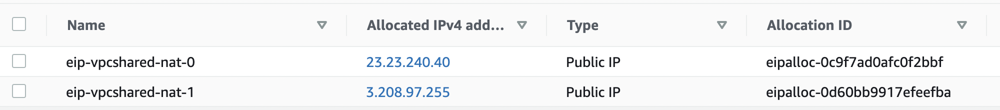 Name Allocated IPv4 add... Type Allocation ID
eip-vpcshared-nat-0 23.23.240.40 Public IP eipalloc-0c9f7ad0afc0f2bbf
eip-vpcshared-nat-1 3.208.97.255 Public IP eipalloc-0d60bb9917efeefba